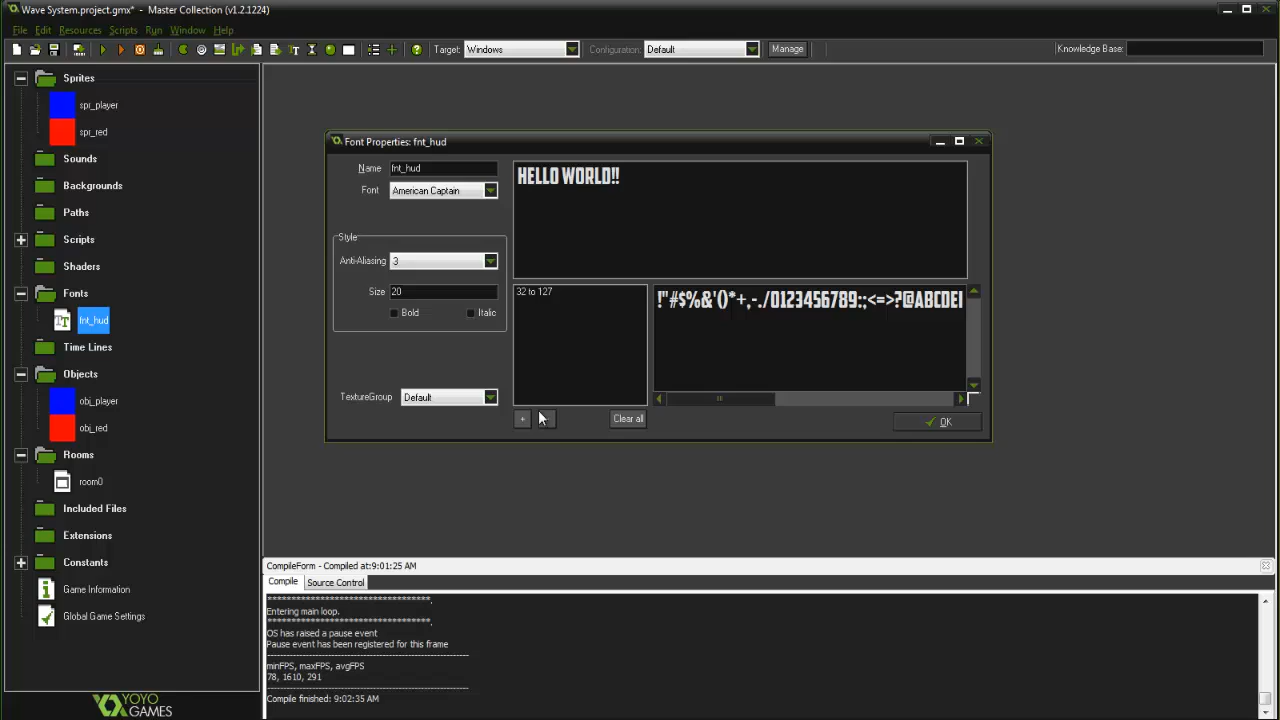 Wave System.project.gmx* - Master Collection (v1.2.1224)
File Edit Resources Scripts Run Window Help
Target: Windows Configuration: Default Manage Knowledge Base:
Sprites
spr_player
spr_red
Sounds
Backgrounds
Paths
Scripts
Shaders
Fonts
fnt_hud
Time Lines
Objects
obj_player
obj_red
Rooms
room0
Included Files
Extensions
Constants
Game Information
Global Game Settings
YOYO
GAMES
Font Properties: fnt_hud
Name fnt_hud
Font American Captain
Style
Anti-Aliasing 3
Size 20
Bold Italic
TextureGroup Default
HELLO WORLD!!
32 to 127
!"#$%&'()*+,-./0123456789:;<=>?@ABCDE
+
Clear all
OK
CompileForm - Compiled at:9:01:25 AM
Compile Source Control
***********************************.
Entering main loop.
***********************************.
OS has raised a pause event
Pause event has been registered for this frame
minFPS, maxFPS, avgFPS
78, 1610, 291
Compile finished: 9:02:35 AM